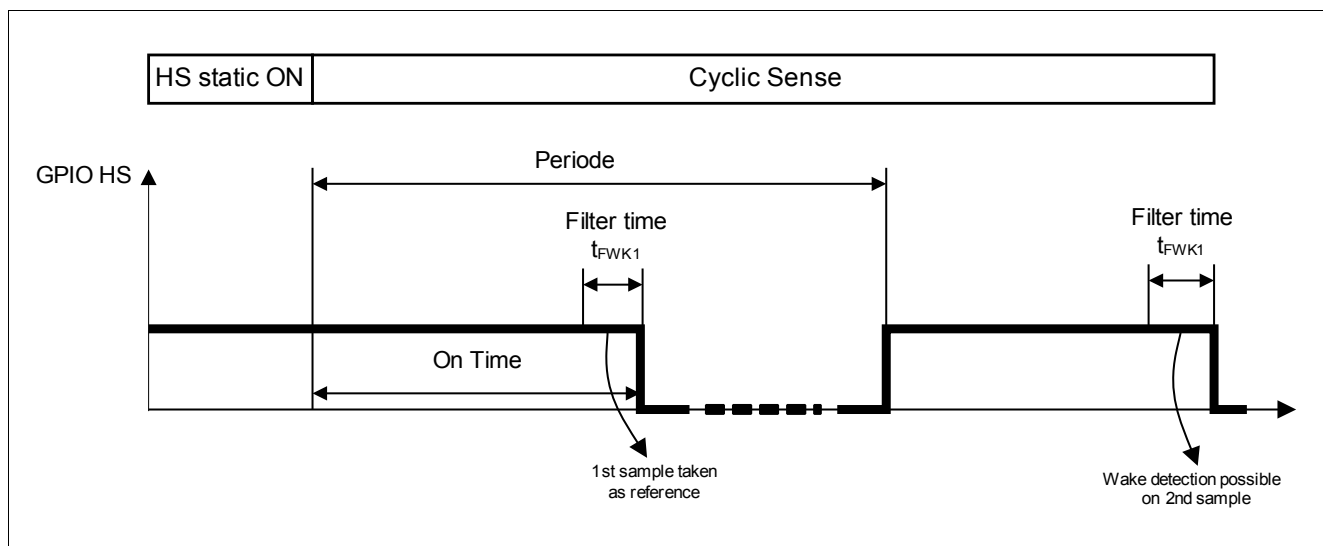 HS static ON
Cyclic Sense
Periode
GPIO HS
Filter time
tFWK1
Filter time
tFWK1
On Time
1st sample taken
as reference
Wake detection possible
on 2nd sample